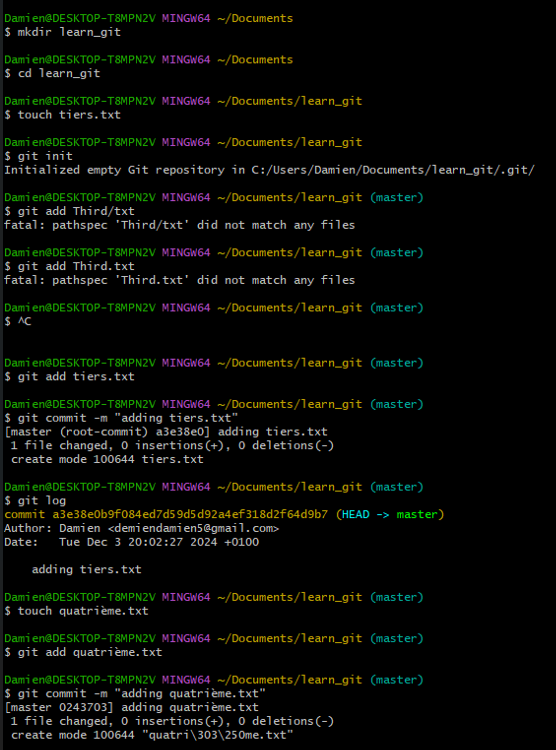 Damien@DESKTOP-T8MPN2V MINGW64 ~/Documents
$ mkdir learn_git
Damien@DESKTOP-T8MPN2V MINGW64 ~/Documents
$ cd learn_git
Damien@DESKTOP-T8MPN2V MINGW64 ~/Documents/learn_git
$ touch tiers.txt
Damien@DESKTOP-T8MPN2V MINGW64 ~/Documents/learn_git
$ git init
Initialized empty Git repository in C:/Users/Damien/Documents/learn_git/.git/
Damien@DESKTOP-T8MPN2V MINGW64 ~/Documents/learn_git (master)
$ git add Third/txt
fatal: pathspec 'Third/txt' did not match any files
Damien@DESKTOP-T8MPN2V MINGW64 ~/Documents/learn_git (master)
$ git add Third.txt
fatal: pathspec 'Third.txt' did not match any files
Damien@DESKTOP-T8MPN2V MINGW64 ~/Documents/learn_git (master)
$ ^C
Damien@DESKTOP-T8MPN2V MINGW64 ~/Documents/learn_git (master)
$ git add tiers.txt
Damien@DESKTOP-T8MPN2V MINGW64 ~/Documents/learn_git (master)
$ git commit -m "adding tiers.txt"
[master (root-commit) a3e38e0] adding tiers.txt
1 file changed, 0 insertions(+), 0 deletions(-)
create mode 100644 tiers.txt
Damien@DESKTOP-T8MPN2V MINGW64 ~/Documents/learn_git (master)
$ git log
commit a3e38e0b9f084ed7d59d5d92a4ef318d2f64d9b7 (HEAD -> master)
Author: Damien <demiendamien5@gmail.com>
Date:   Tue Dec 3 20:02:27 2024 +0100
adding tiers.txt
Damien@DESKTOP-T8MPN2V MINGW64 ~/Documents/learn_git (master)
$ touch quatrième.txt
Damien@DESKTOP-T8MPN2V MINGW64 ~/Documents/learn_git (master)
$ git add quatrième.txt
Damien@DESKTOP-T8MPN2V MINGW64 ~/Documents/learn_git (master)
$ git commit -m "adding quatrième.txt"
[master 0243703] adding quatrième.txt
1 file changed, 0 insertions(+), 0 deletions(-)
create mode 100644 "quatri\303\250me.txt"